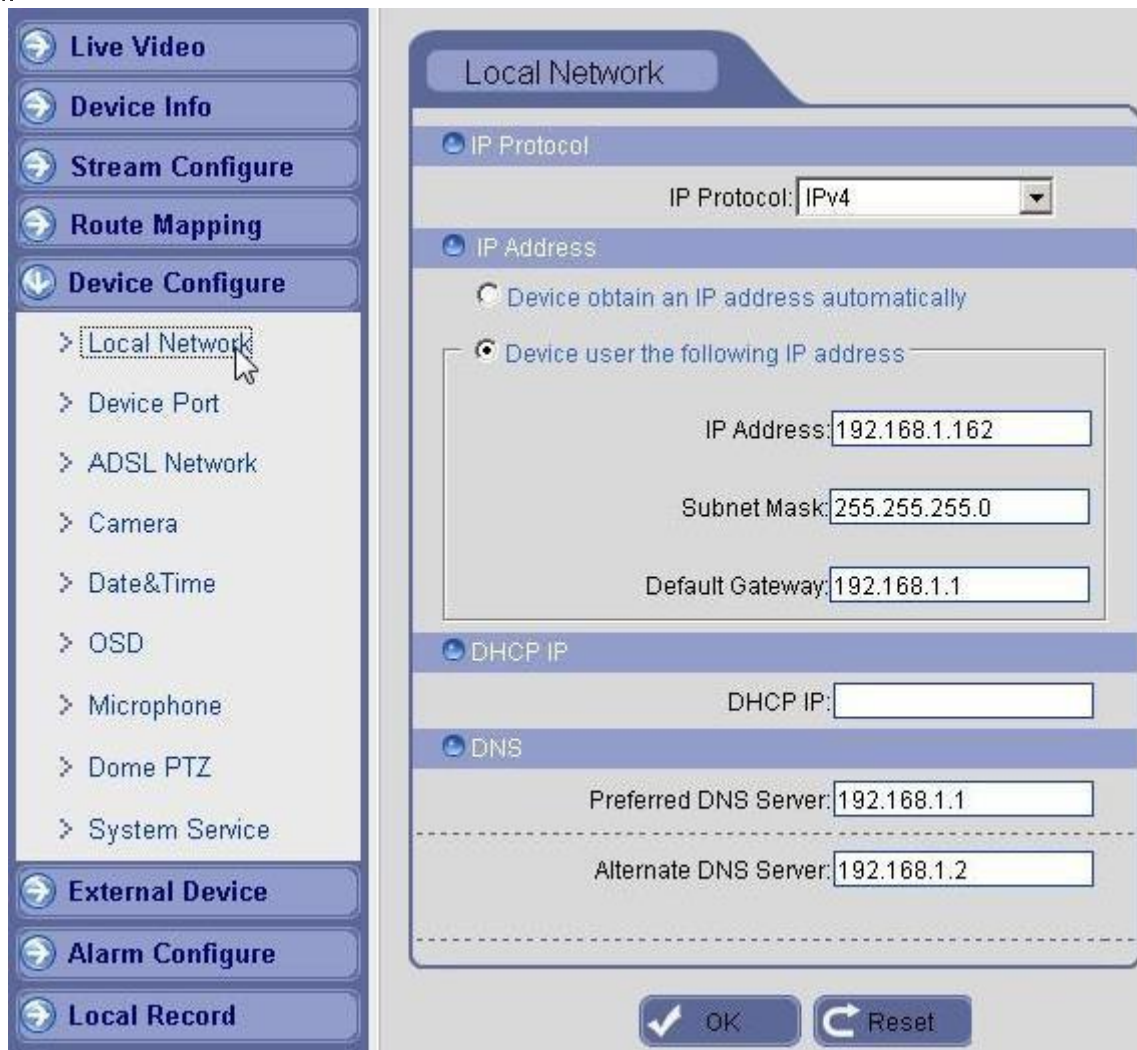 Live Video
Device Info
Stream Configure
Route Mapping
Device Configure
> Local Network
> Device Port
> ADSL Network
> Camera
> Date&Time
> OSD
> Microphone
> Dome PTZ
> System Service
External Device
Alarm Configure
Local Record
Local Network
IP Protocol
IP Protocol: IPv4
IP Address
Device obtain an IP address automatically
Device user the following IP address
IP Address: 192.168.1.162
Subnet Mask: 255.255.255.0
Default Gateway: 192.168.1.1
DHCP IP
DHCP IP:
DNS
Preferred DNS Server: 192.168.1.1
Alternate DNS Server: 192.168.1.2
OK
Reset